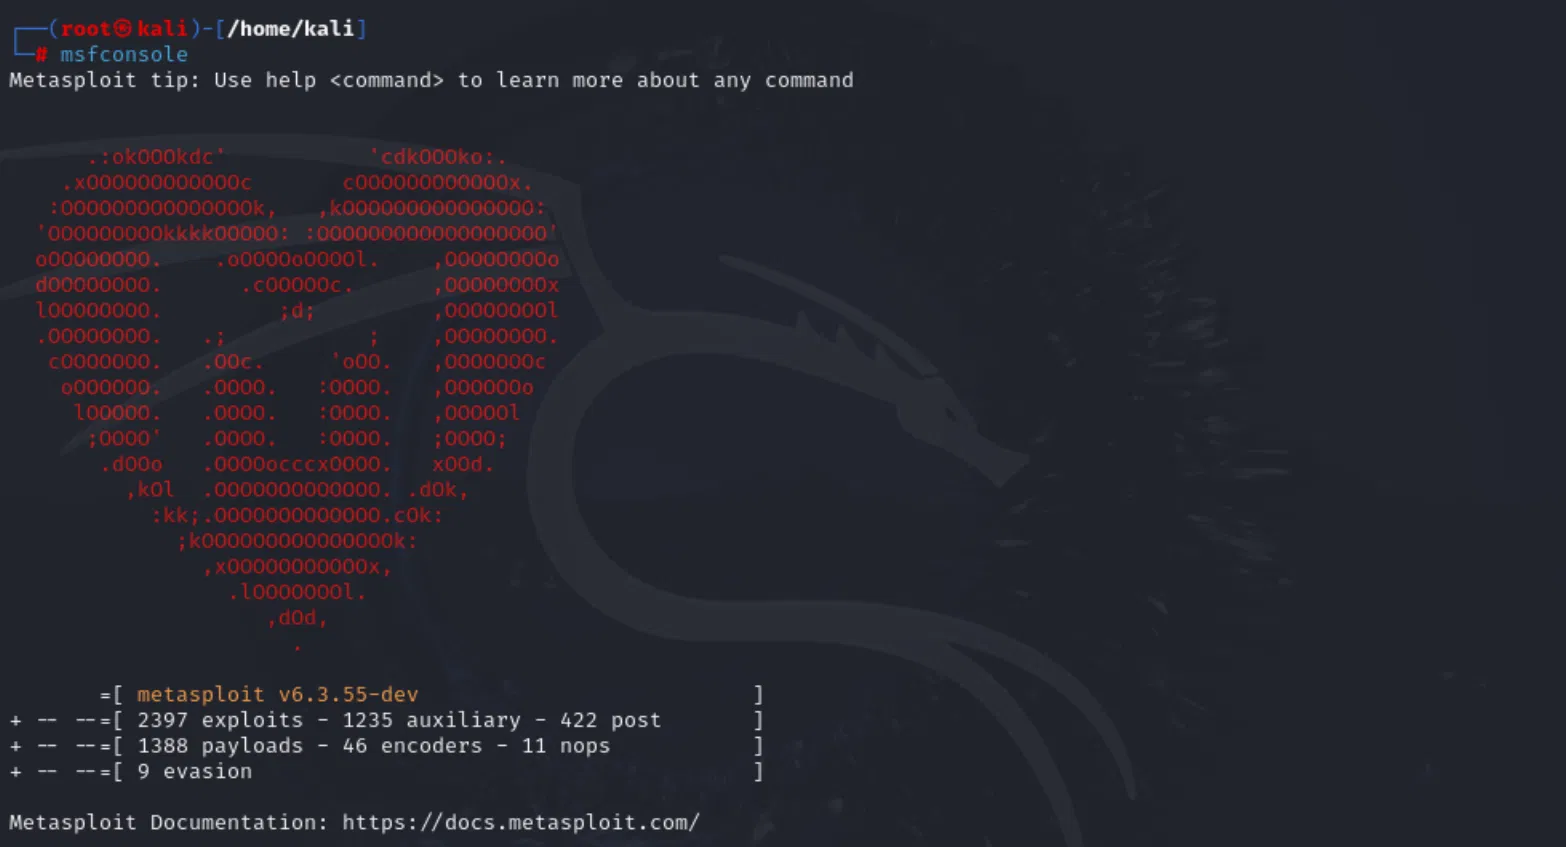 ┌──(root㉿kali)-[/home/kali]
└─# msfconsole
Metasploit tip: Use help <command> to learn more about any command
      .:okOOOkdc'           'cdkOOOko:.
    .xOOOOOOOOOOOOc       cOOOOOOOOOOOOx.
   :OOOOOOOOOOOOOOOk,   ,kOOOOOOOOOOOOOOO:
  'OOOOOOOOOkkkkOOOOO: :OOOOOOOOOOOOOOOOOO'
  oOOOOOOOO.    .oOOOOoOOOOl.    ,OOOOOOOOo
  dOOOOOOOO.      .cOOOOOc.      ,OOOOOOOOx
  lOOOOOOOO.         ;d;         ,OOOOOOOOl
  .OOOOOOOO.   .;           ;    ,OOOOOOOO.
   cOOOOOOO.   .OOc.     'oOO.   ,OOOOOOOc
    oOOOOOO.   .OOOO.   :OOOO.   ,OOOOOOo
     lOOOOO.   .OOOO.   :OOOO.   ,OOOOOl
      ;OOOO'   .OOOO.   :OOOO.   ;OOOO;
       .dOOo   .OOOOocccxOOOO.   xOOd.
         ,kOl  .OOOOOOOOOOOOO. .dOk,
           :kk;.OOOOOOOOOOOOO.cOk:
             ;kOOOOOOOOOOOOOOOk:
               ,xOOOOOOOOOOOx,
                 .lOOOOOOOl.
                    ,dOd,
                      .
       =[ metasploit v6.3.55-dev                          ]
+ -- --=[ 2397 exploits - 1235 auxiliary - 422 post       ]
+ -- --=[ 1388 payloads - 46 encoders - 11 nops           ]
+ -- --=[ 9 evasion                                       ]
Metasploit Documentation: https://docs.metasploit.com/